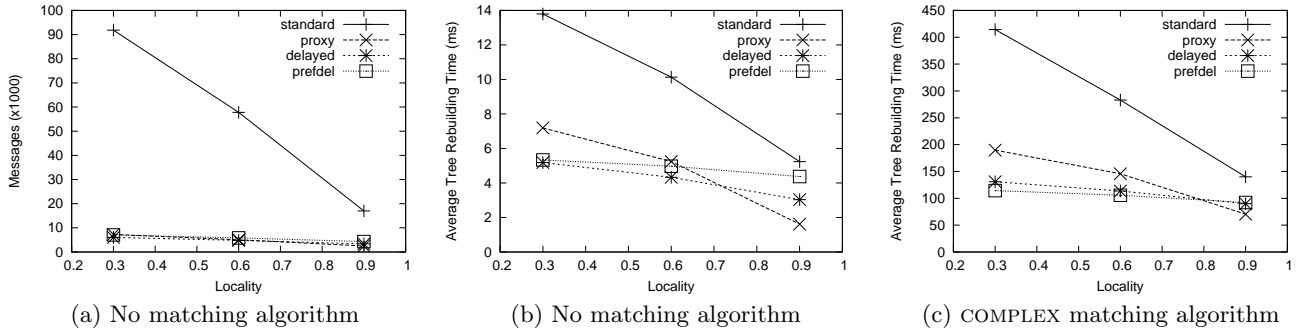 100
90
80
70
60
50
40
30
20
10
0
Messages (x1000)
0.2 0.3 0.4 0.5 0.6 0.7 0.8 0.9 1
Locality
standard
proxy
delayed
prefdel
(a) No matching algorithm
14
12
10
8
6
4
2
0
Average Tree Rebuilding Time (ms)
0.2 0.3 0.4 0.5 0.6 0.7 0.8 0.9 1
Locality
standard
proxy
delayed
prefdel
(b) No matching algorithm
450
400
350
300
250
200
150
100
50
0
Average Tree Rebuilding Time (ms)
0.2 0.3 0.4 0.5 0.6 0.7 0.8 0.9 1
Locality
standard
proxy
delayed
prefdel
(c) COMPLEX matching algorithm